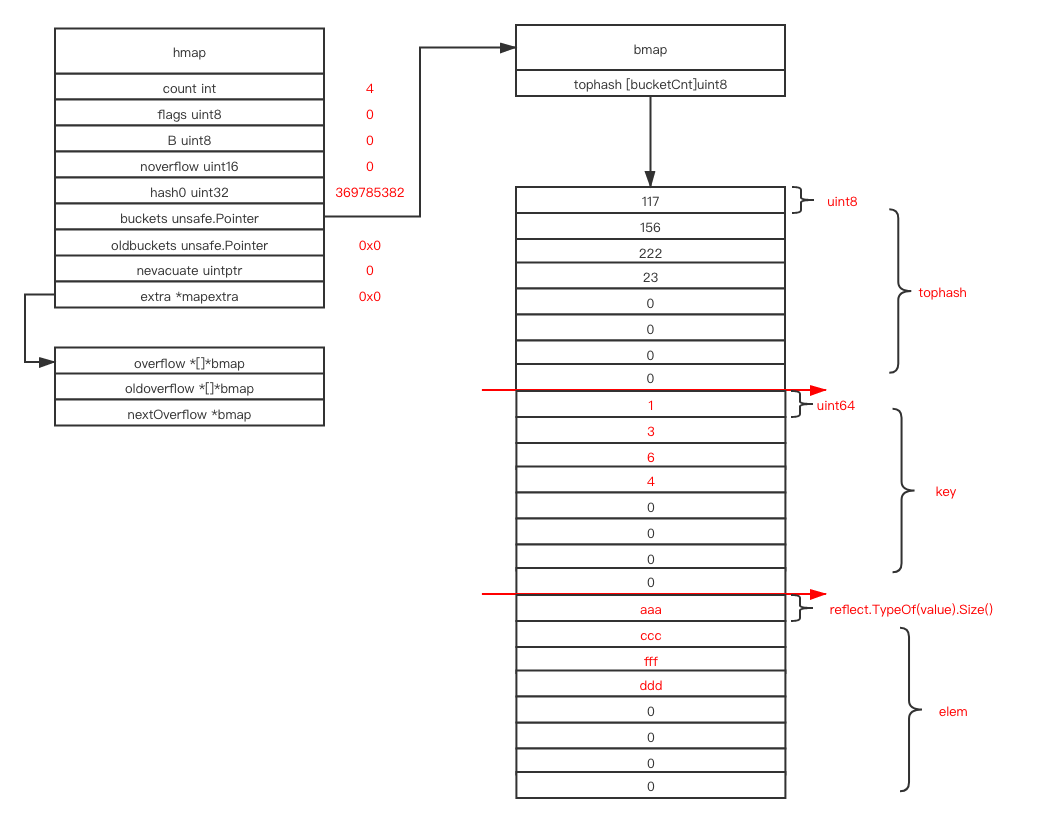 hmap
count int
4
flags uint8
0
B uint8
0
noverflow uint16
0
hash0 uint32
369785382
buckets unsafe.Pointer
oldbuckets unsafe.Pointer
0x0
nevacuate uintptr
0
extra *mapextra
0x0
overflow *[]*bmap
oldoverflow *[]*bmap
nextOverflow *bmap
bmap
tophash [bucketCnt]uint8
117
uint8
156
222
23
0
0
0
0
tophash
1
uint64
3
6
4
0
0
0
0
key
aaa
reflect.TypeOf(value).Size()
ccc
fff
ddd
0
0
0
0
elem